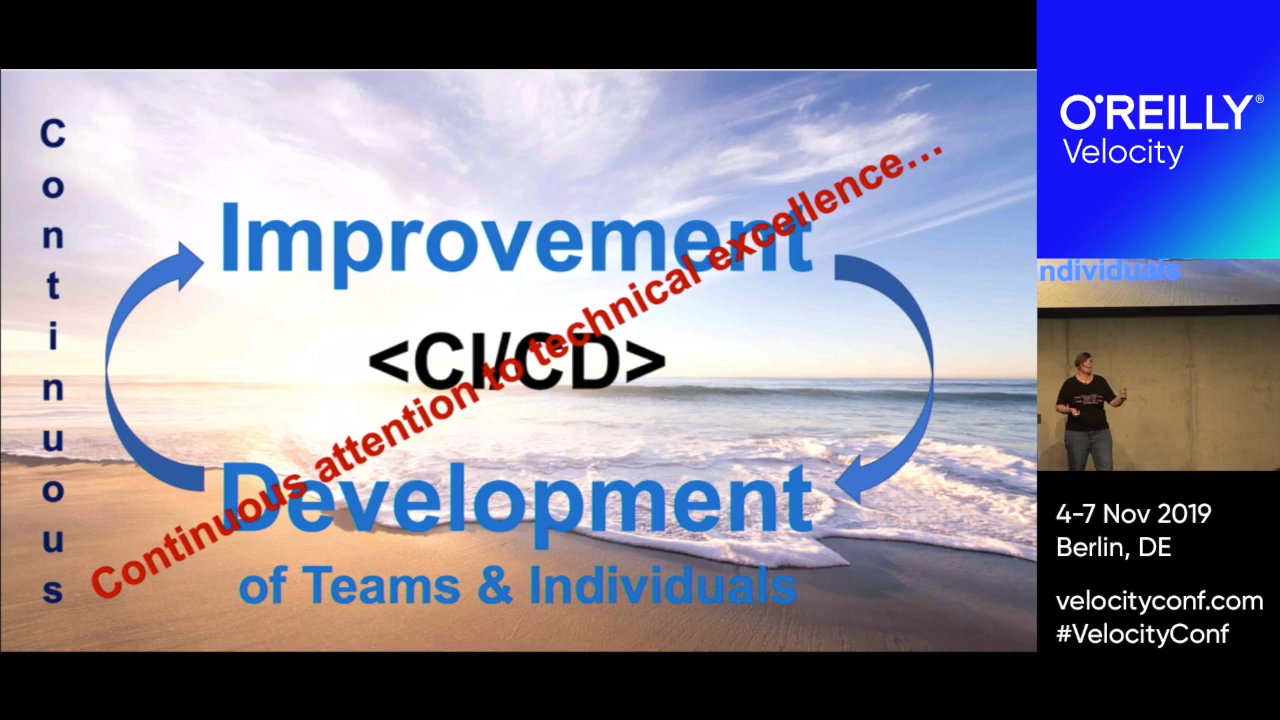 Continuous
Improvement
<CI/CD>
Development
of Teams & Individuals
Continuous attention to technical excellence...
O'REILLY®
Velocity
ndividuals
4-7 Nov 2019
Berlin, DE
velocityconf.com
#VelocityConf